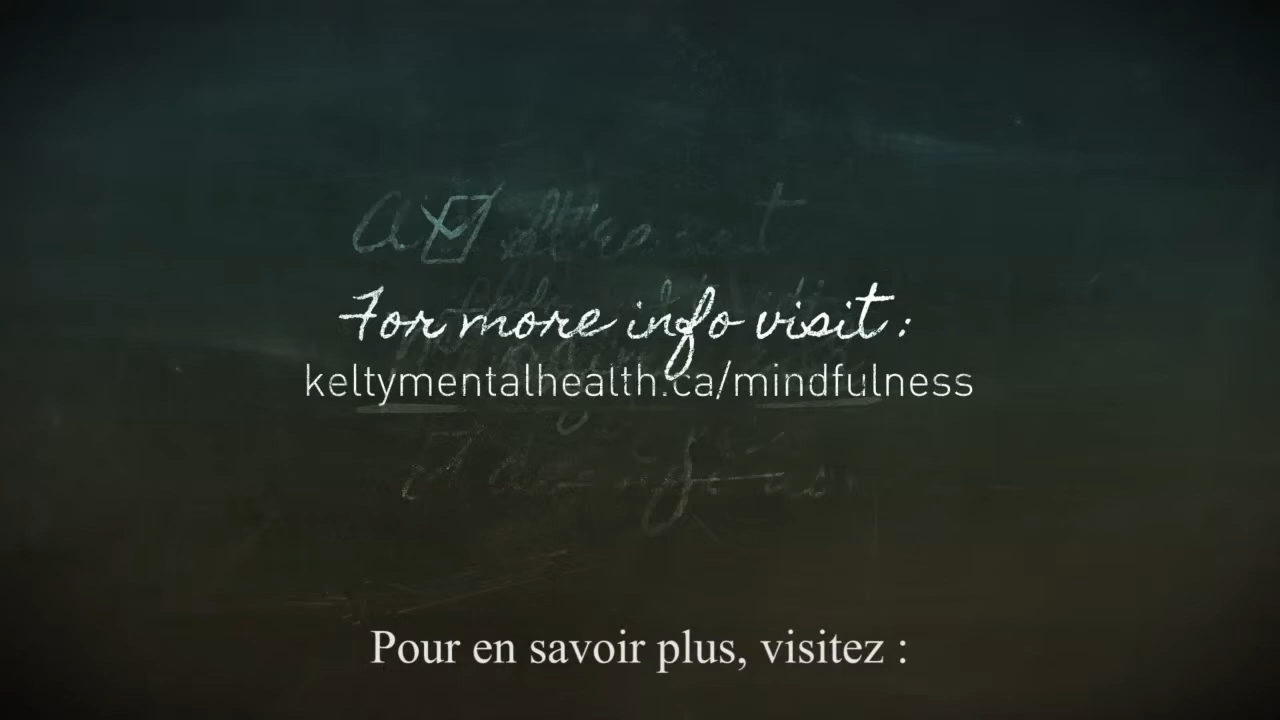 For more info visit :
keltymentalhealth.ca/mindfulness
Pour en savoir plus, visitez :